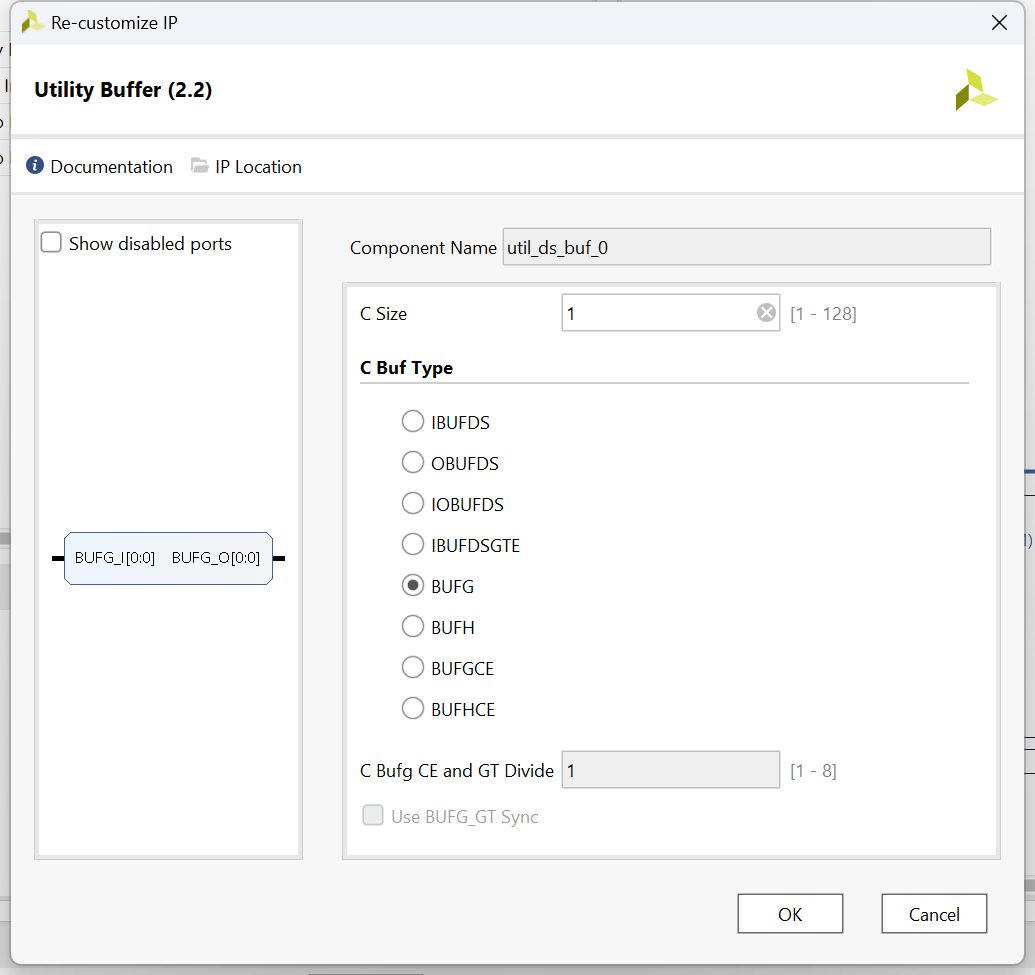 Re-customize IP
Utility Buffer (2.2)
Documentation IP Location
Show disabled ports
BUFG_I[0:0] BUFG_O[0:0]
Component Name util_ds_buf_0
C Size 1 [1 - 128]
C Buf Type
IBUFDS
OBUFDS
IOBUFDS
IBUFDSGTE
BUFG
BUFH
BUFGCE
BUFHCE
C Bufg CE and GT Divide 1 [1 - 8]
Use BUFG_GT Sync
OK Cancel